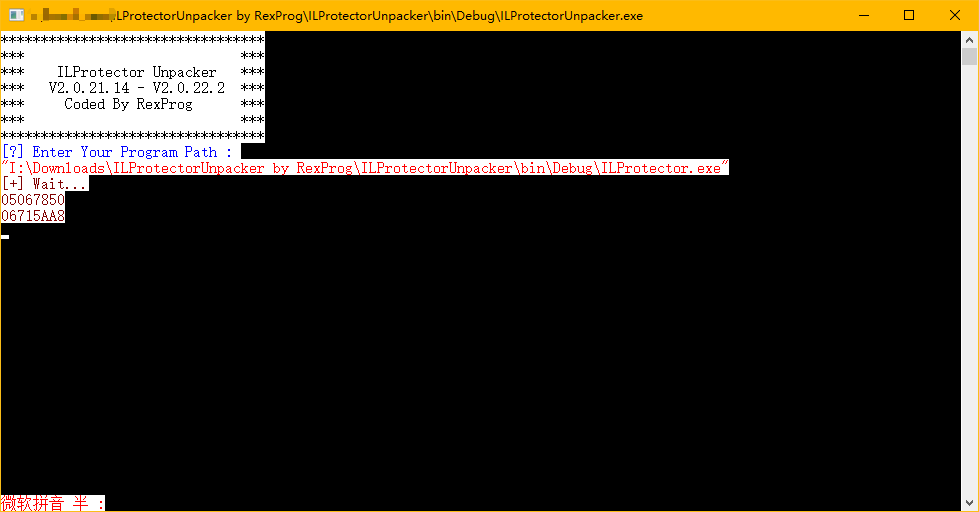 ILProtectorUnpacker by RexProg\ILProtectorUnpacker\bin\Debug\ILProtectorUnpacker.exe
*********************************
***                           ***
***    ILProtector Unpacker   ***
***   V2.0.21.14 - V2.0.22.2  ***
***     Coded By RexProg      ***
***                           ***
*********************************
[?] Enter Your Program Path :
"I:\Downloads\ILProtectorUnpacker by RexProg\ILProtectorUnpacker\bin\Debug\ILProtector.exe"
[+] Wait...
05067850
06715AA8
微软拼音 半 :